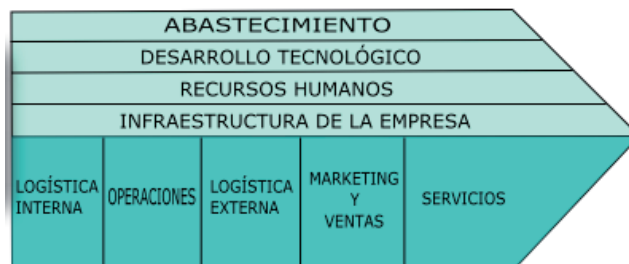 ABASTECIMIENTO
DESARROLLO TECNOLÓGICO
RECURSOS HUMANOS
INFRAESTRUCTURA DE LA EMPRESA
LOGÍSTICA
INTERNA
OPERACIONES
LOGÍSTICA
EXTERNA
MARKETING
Y
VENTAS
SERVICIOS